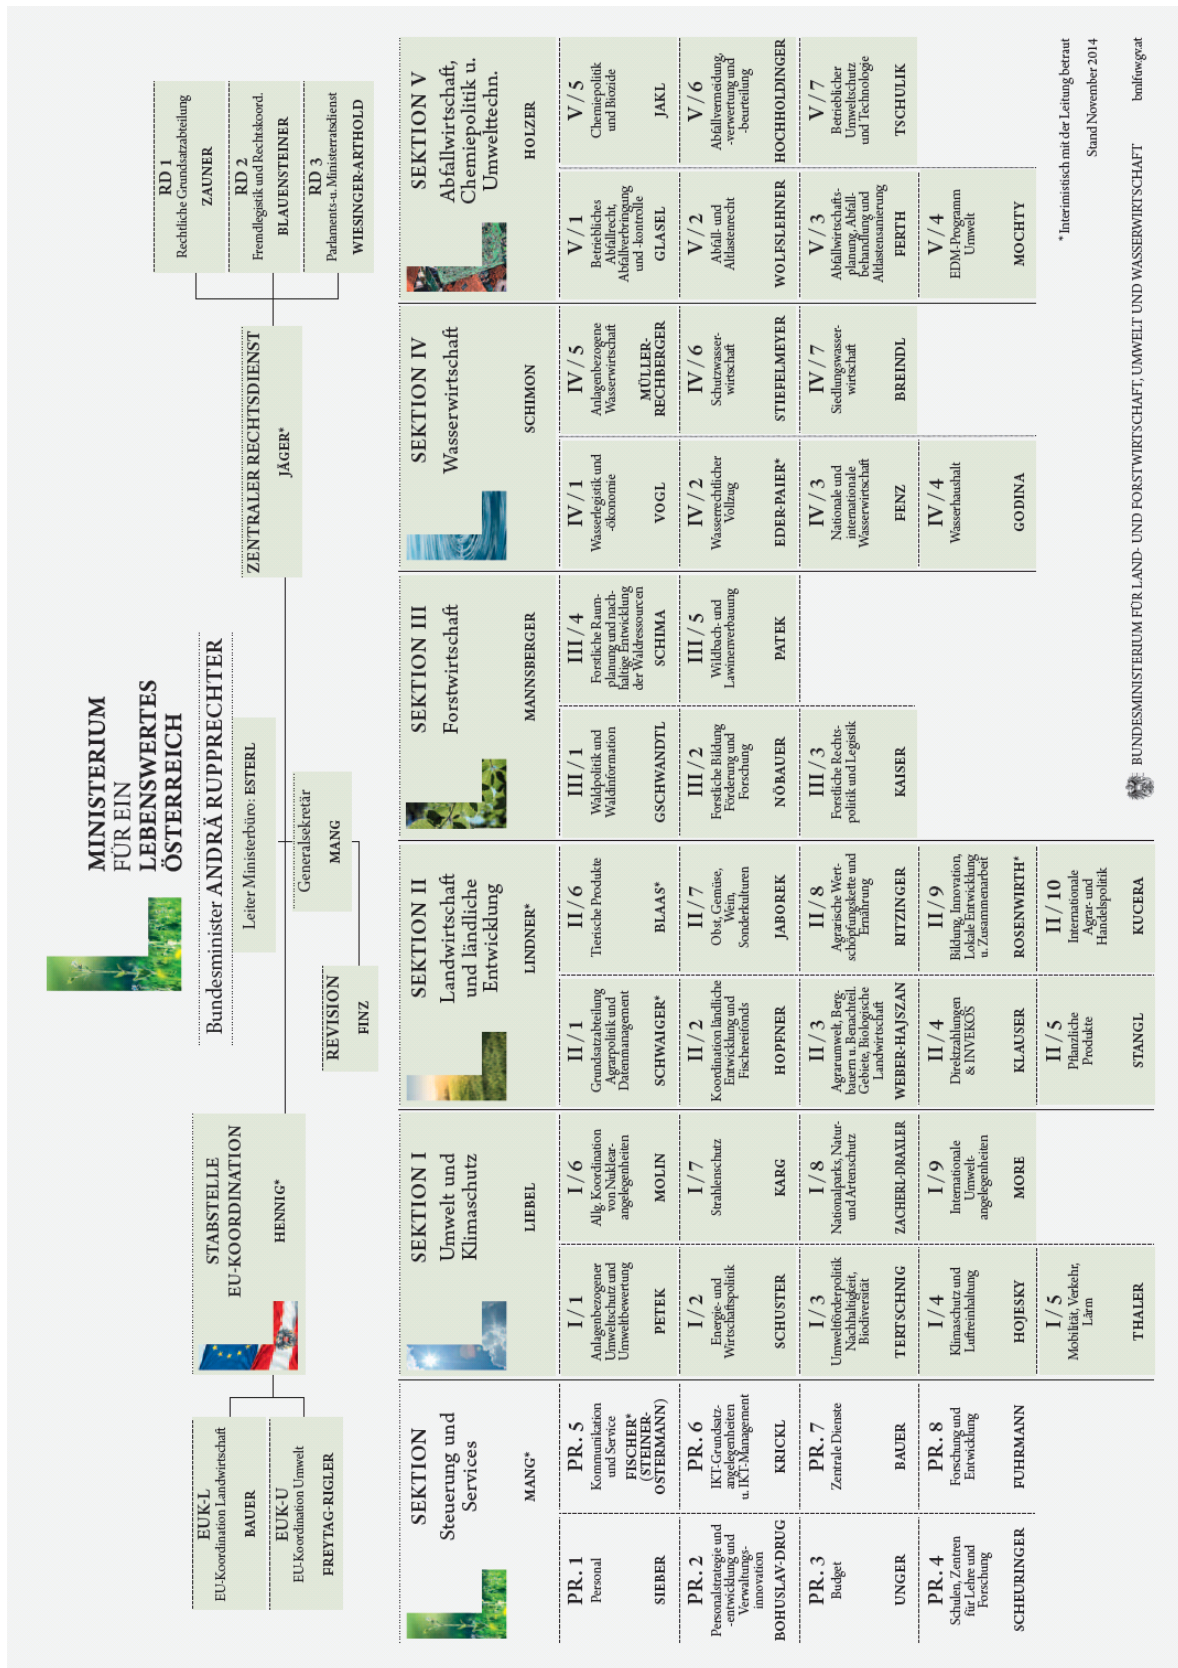 MINISTERIUM
FÜR EIN
LEBENSWERTES
ÖSTERREICH
Bundesminister ANDRÄ RUPPRECHTER
Leiter Ministerbüro: ESTERL
Generalsekretär
MANG
REVISION
FINZ
STABSTELLE
EU-KOORDINATION
HENNIG*
EUK-L
EU-Koordination Landwirtschaft
BAUER
EUK-U
EU-Koordination Umwelt
FREYTAG-RIGLER
ZENTRALER RECHTSDIENST
JÄGER*
RD 1
Rechtliche Grundsatzabteilung
ZAUNER
RD 2
Fremdlegistik und Rechtskoord.
BLAUENSTEINER
RD 3
Parlaments-u. Ministerratsdienst
WIESINGER-ARTHOLD
SEKTION
Steuerung und
Services
MANG*
PR. 1
Personal
SIEBER
PR. 5
Kommunikation
und Service
FISCHER*
(STEINER-
OSTERMANN)
PR. 2
Personalstrategie und
-entwicklung und
Verwaltungs-
innovation
BOHUSLAV-DRUG
PR. 6
IKT-Grundsatz-
angelegenheiten
u. IKT-Management
KRICKL
PR. 3
Budget
UNGER
PR. 7
Zentrale Dienste
BAUER
PR. 4
Schulen, Zentren
für Lehre und
Forschung
SCHEURINGER
PR. 8
Forschung und
Entwicklung
FUHRMANN
SEKTION I
Umwelt und
Klimaschutz
LIEBEL
I / 1
Anlagenbezogener
Umweltschutz und
Umweltbewertung
PETEK
I / 6
Allg. Koordination
von Nuklear-
angelegenheiten
MOLIN
I / 2
Energie- und
Wirtschaftspolitik
SCHUSTER
I / 7
Strahlenschutz
KARG
I / 3
Umweltförderpolitik
Nachhaltigkeit,
Biodiversität
TERTSCHNIG
I / 8
Nationalparks, Natur-
und Artenschutz
ZACHERL-DRAXLER
I / 4
Klimaschutz und
Luftreinhaltung
HOJESKY
I / 9
Internationale
Umwelt-
angelegenheiten
MORE
I / 5
Mobilität, Verkehr,
Lärm
THALER
SEKTION II
Landwirtschaft
und ländliche
Entwicklung
LINDNER*
II / 1
Grundsatzabteilung
Agrarpolitik und
Datenmanagement
SCHWAIGER*
II / 6
Tierische Produkte
BLAAS*
II / 2
Koordination ländliche
Entwicklung und
Fischereifonds
HOPFNER
II / 7
Obst, Gemüse,
Wein,
Sonderkulturen
JABOREK
II / 3
Agrarumwelt, Berg-
bauern u. Benachteil.
Gebiete, Biologische
Landwirtschaft
WEBER-HAJSZAN
II / 8
Agrarische Wert-
schöpfungskette und
Ernährung
RITZINGER
II / 4
Direktzahlungen
& INVEKOS
KLAUSER
II / 9
Bildung, Innovation,
Lokale Entwicklung
u. Zusammenarbeit
ROSENWIRTH*
II / 5
Pflanzliche
Produkte
STANGL
II / 10
Internationale
Agrar- und
Handelspolitik
KUCERA
SEKTION III
Forstwirtschaft
MANNSBERGER
III / 1
Waldpolitik und
Waldinformation
GSCHWANDTL
III / 4
Forstliche Raum-
planung und nach-
haltige Entwicklung
der Waldressourcen
SCHIMA
III / 2
Forstliche Bildung
Förderung und
Forschung
NÖBAUER
III / 5
Wildbach- und
Lawinenverbauung
PATEK
III / 3
Forstliche Rechts-
politik und Legistik
KAISER
SEKTION IV
Wasserwirtschaft
SCHIMON
IV / 1
Wasserlegistik und
-ökonomie
VOGL
IV / 5
Anlagenbezogene
Wasserwirtschaft
MÜLLER-
RECHBERGER
IV / 2
Wasserrechtlicher
Vollzug
EDER-PAIER*
IV / 6
Schutzwasser-
wirtschaft
STIEFELMEYER
IV / 3
Nationale und
internationale
Wasserwirtschaft
FENZ
IV / 7
Siedlungswasser-
wirtschaft
BREINDL
IV / 4
Wasserhaushalt
GODINA
SEKTION V
Abfallwirtschaft,
Chemiepolitik u.
Umwelttechn.
HOLZER
V / 1
Betriebliches
Abfallrecht,
Abfallverbringung
und -kontrolle
GLASEL
V / 5
Chemiepolitik
und Biozide
JAKL
V / 2
Abfall- und
Altlastenrecht
WOLFSLEHNER
V / 6
Abfallvermeidung,
-verwertung und
-beurteilung
HOCHHOLDINGER
V / 3
Abfallwirtschafts-
planung, Abfall-
behandlung und
Altlastensanierung
FERTH
V / 7
Betrieblicher
Umweltschutz
und Technologie
TSCHULIK
V / 4
EDM-Programm
Umwelt
MOCHTY
*Interimistisch mit der Leitung betraut
Stand November 2014
BUNDESMINISTERIUM FÜR LAND- UND FORSTWIRTSCHAFT, UMWELT UND WASSERWIRTSCHAFT
bmlfuw.gv.at